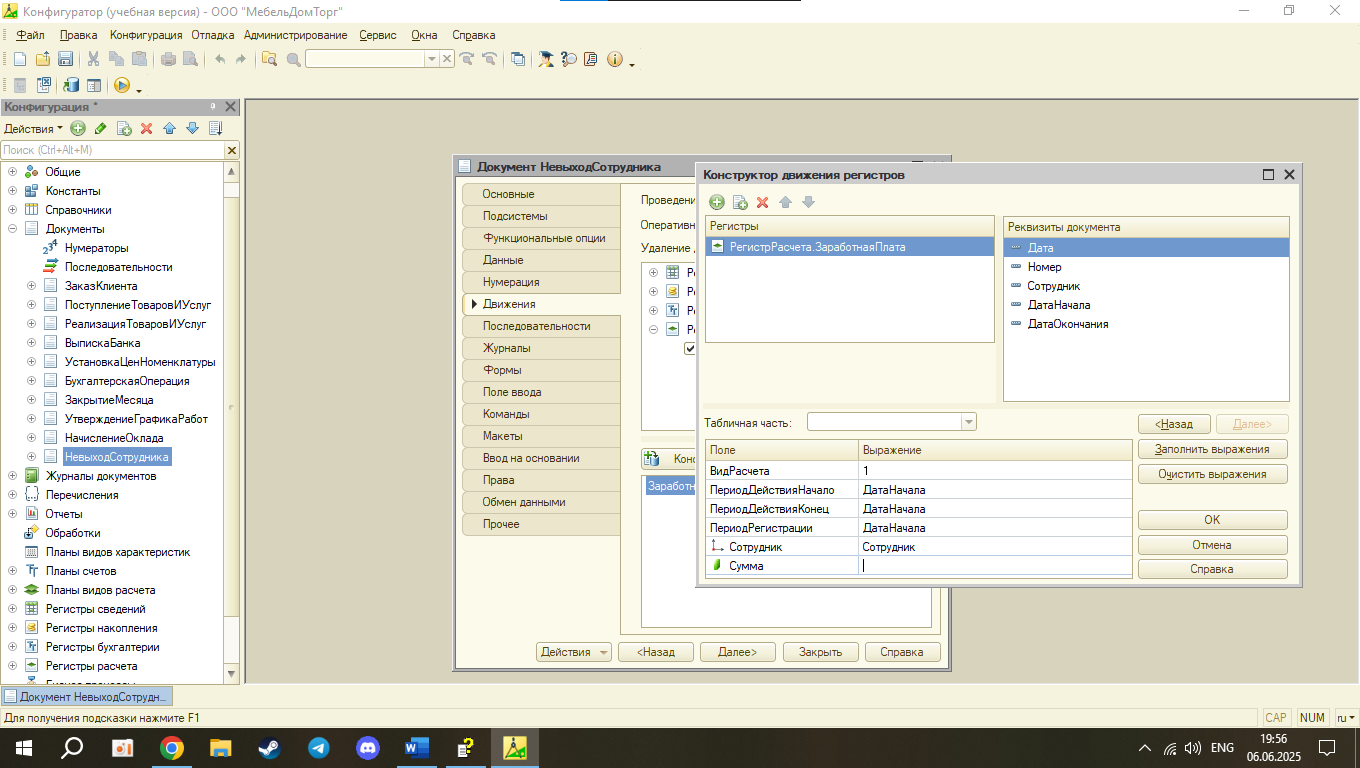 Конфигуратор (учебная версия) - ООО "МебельДомТорг"
Файл Правка Конфигурация Отладка Администрирование Сервис Окна Справка
Конфигурация *
Действия
Поиск (Ctrl+Alt+M)
Общие
Константы
Справочники
Документы
Нумераторы
Последовательности
ЗаказКлиента
ПоступлениеТоваровИУслуг
РеализацияТоваровИУслуг
ВыпискаБанка
УстановкаЦенНоменклатуры
БухгалтерскаяОперация
ЗакрытиеМесяца
УтверждениеГрафикаРабот
НачислениеОклада
НевыходСотрудника
Журналы документов
Перечисления
Отчеты
Обработки
Планы видов характеристик
Планы счетов
Планы видов расчета
Регистры сведений
Регистры накопления
Регистры бухгалтерии
Регистры расчета
Документ НевыходСотрудника
Основные
Подсистемы
Функциональные опции
Данные
Нумерация
Движения
Последовательности
Журналы
Формы
Поле ввода
Команды
Макеты
Ввод на основании
Права
Обмен данными
Прочее
Проведени
Оперативн
Удаление
Кон
Заработн
Действия <Назад Далее> Закрыть Справка
Конструктор движения регистров
Регистры
РегистрРасчета.ЗаработнаяПлата
Реквизиты документа
Дата
Номер
Сотрудник
ДатаНачала
ДатаОкончания
Табличная часть:
<Назад Далее>
Заполнить выражения
Очистить выражения
OK
Отмена
Справка
Поле Выражение
ВидРасчета 1
ПериодДействияНачало ДатаНачала
ПериодДействияКонец ДатаНачала
ПериодРегистрации ДатаНачала
Сотрудник Сотрудник
Сумма
Документ НевыходСотрудн...
Для получения подсказки нажмите F1
CAP NUM ru
ENG
19:56
06.06.2025